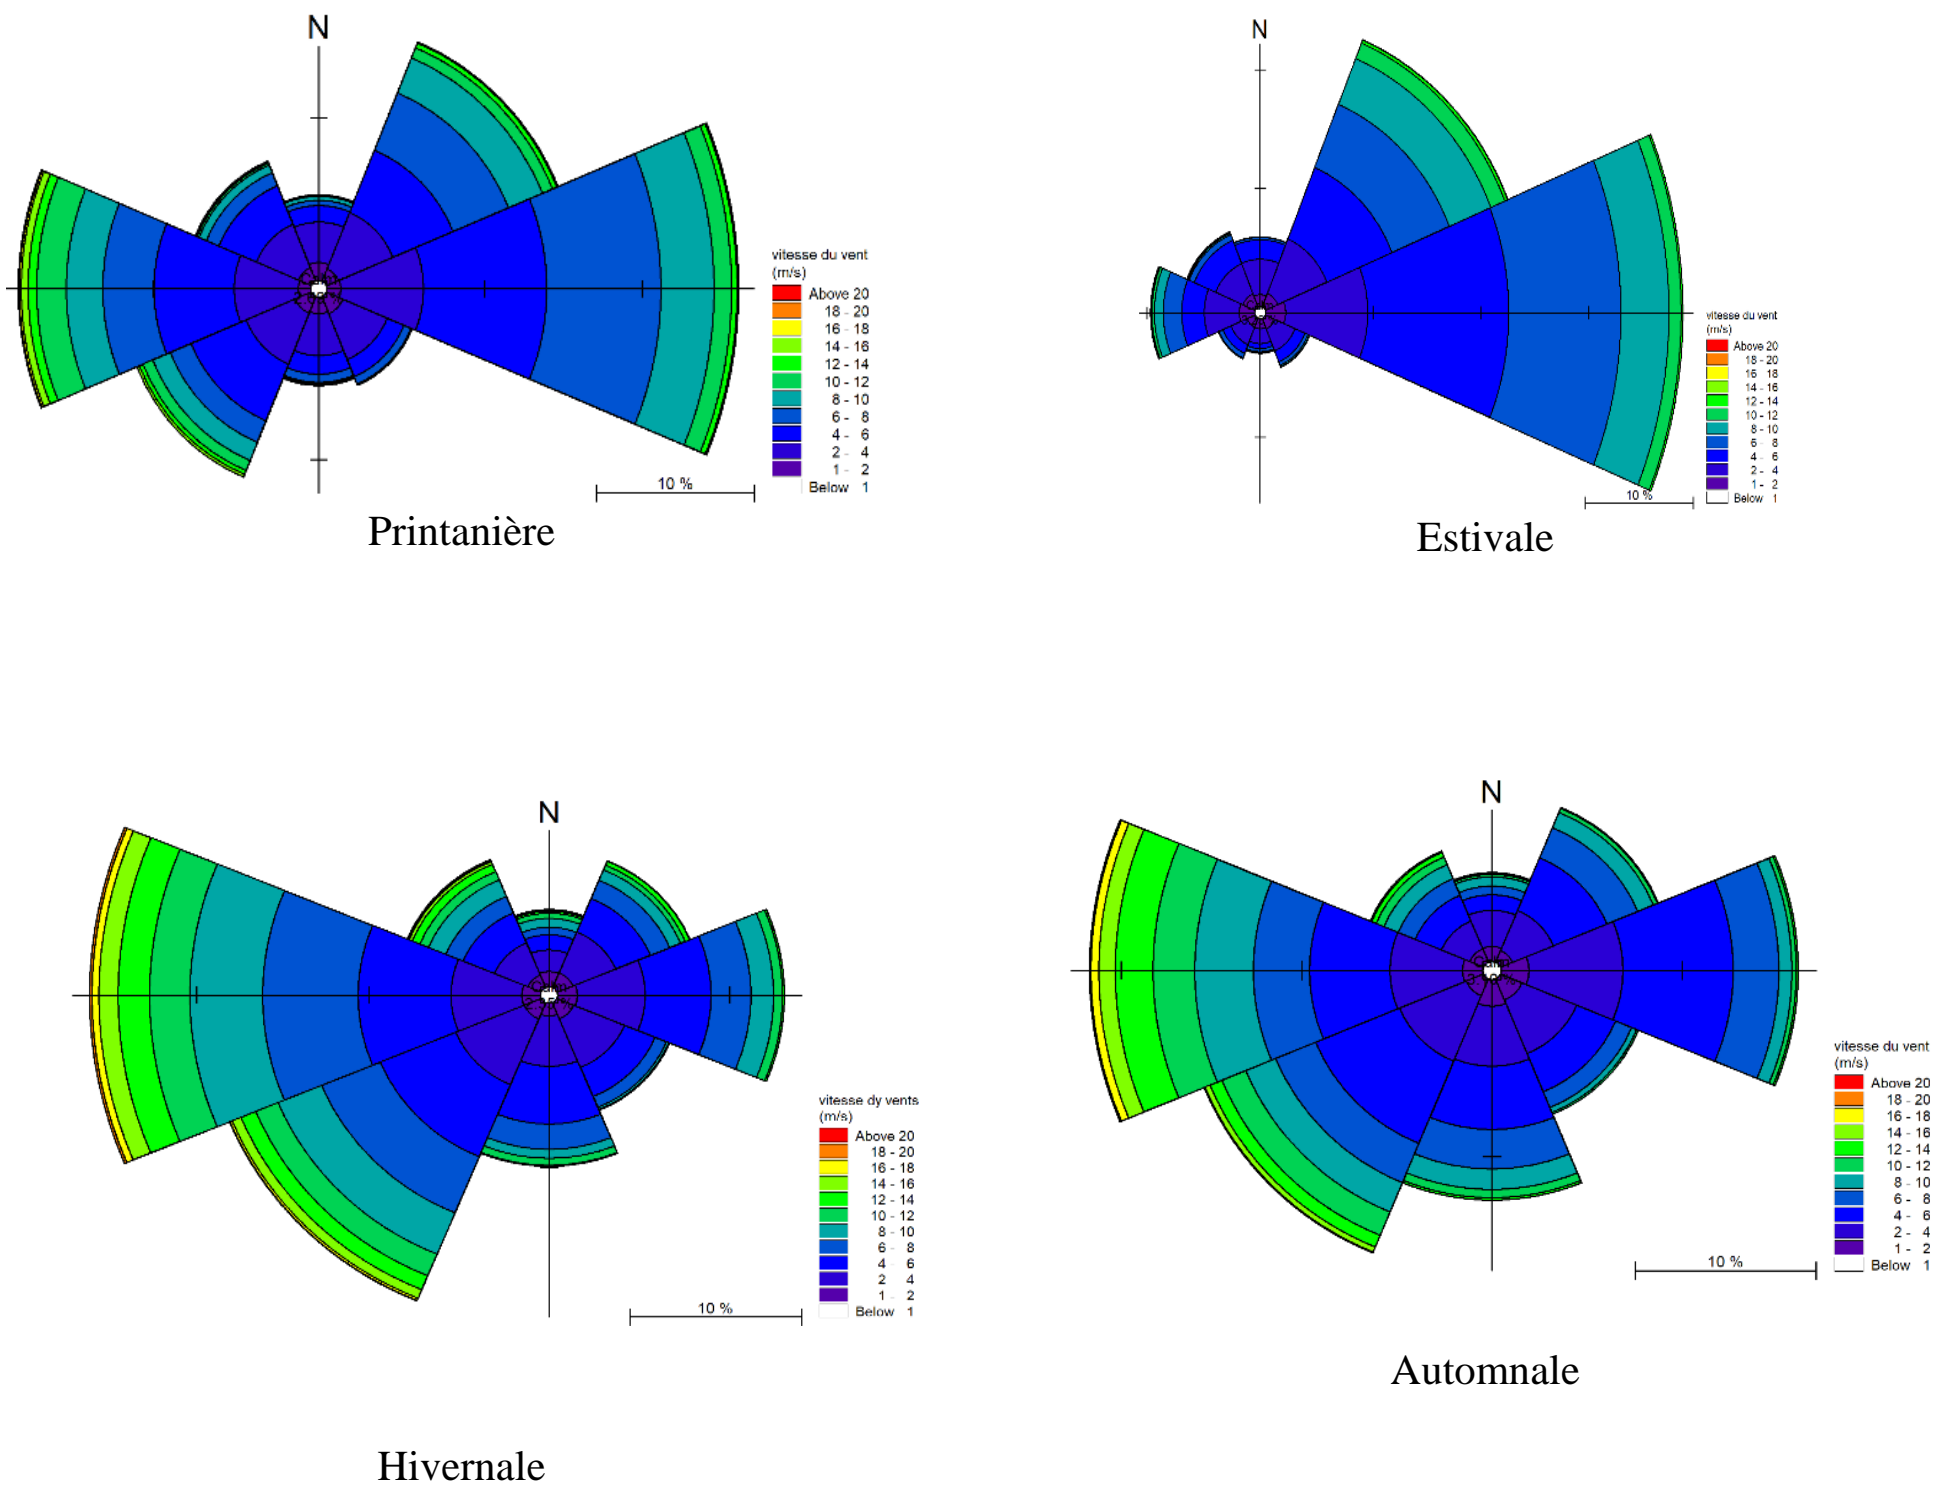 N
vitesse du vent
(m/s)
Above 20
18 - 20
16 - 18
14 - 16
12 - 14
10 - 12
8 - 10
6 - 8
4 - 6
2 - 4
1 - 2
Below 1
10 %
Printanière
N
vitesse du vent
(m/s)
Above 20
18 - 20
16 18
14 - 16
12 - 14
10 - 12
8 - 10
6 - 8
4 - 6
2 - 4
1 - 2
Below 1
10 %
Estivale
N
vitesse dy vents
(m/s)
Above 20
18 - 20
16 - 18
14 - 16
12 - 14
10 - 12
8 - 10
6 - 8
4 6
2 4
1 - 2
Below 1
10 %
Hivernale
N
vitesse du vent
(m/s)
Above 20
18 - 20
16 - 18
14 - 16
12 - 14
10 - 12
8 - 10
6 - 8
4 - 6
2 - 4
1 - 2
Below 1
10 %
Automnale